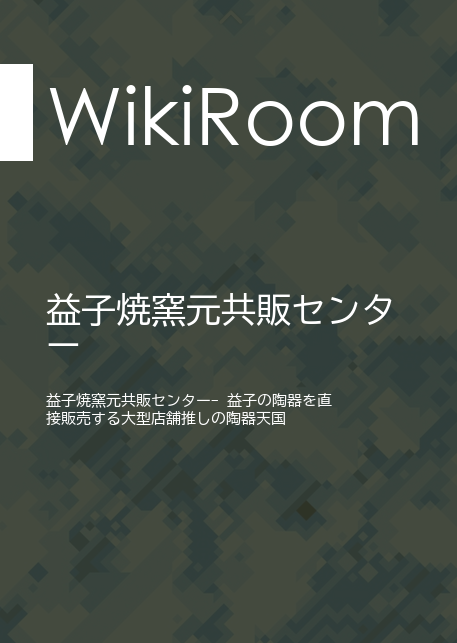 WikiRoom
益子焼窯元共販センタ
ー
益子焼窯元共販センター- 益子の陶器を直
接販売する大型店舗推しの陶器天国